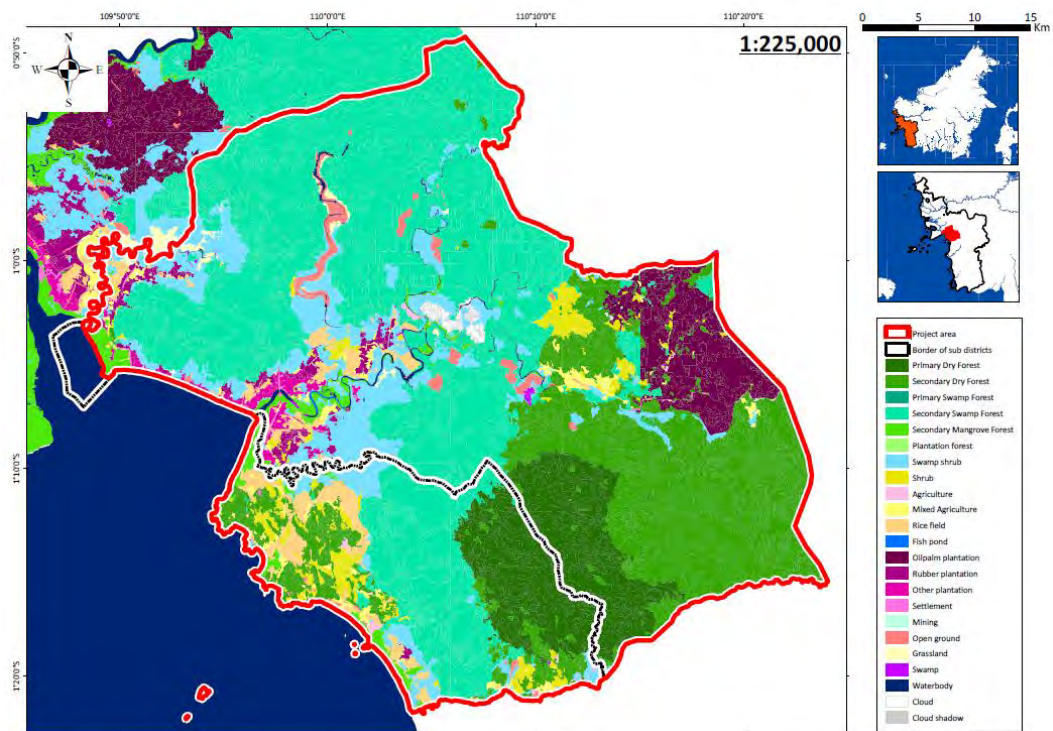 109°50'0"E
110°0'0"E
110°10'0"E
110°20'0"E
0 5 10 15
Km
N
W E
S
1:225,000
0°50'0"S
1°0'0"S
1°10'0"S
1°20'0"S
Project area
Border of sub districts
Primary Dry Forest
Secondary Dry Forest
Primary Swamp Forest
Secondary Swamp Forest
Secondary Mangrove Forest
Plantation forest
Swamp shrub
Shrub
Agriculture
Mixed Agriculture
Rice field
Fish pond
Oilpalm plantation
Rubber plantation
Other plantation
Settlement
Mining
Open ground
Grassland
Swamp
Waterbody
Cloud
Cloud shadow